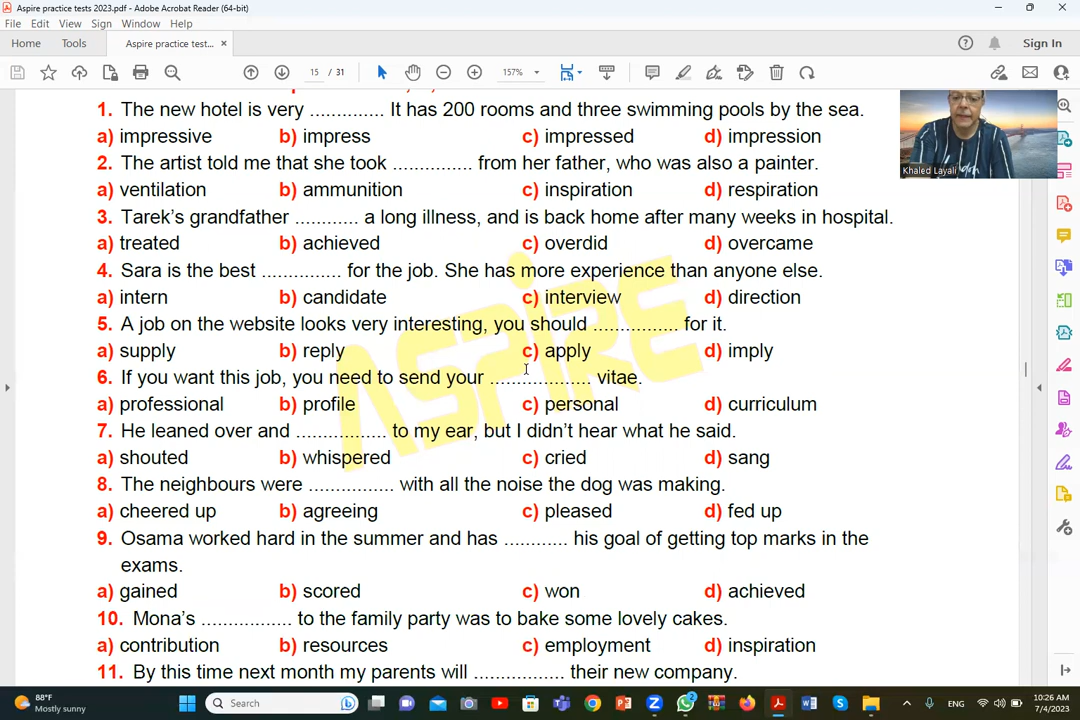 Aspire practice tests 2023.pdf - Adobe Acrobat Reader (64-bit)
File Edit View Sign Window Help
Home Tools Aspire practice test... × Sign In
15 / 31 157%
1. The new hotel is very .............. It has 200 rooms and three swimming pools by the sea.
a) impressive b) impress c) impressed d) impression
2. The artist told me that she took ............... from her father, who was also a painter.
a) ventilation b) ammunition c) inspiration d) respiration
3. Tarek's grandfather ............ a long illness, and is back home after many weeks in hospital.
a) treated b) achieved c) overdid d) overcame
4. Sara is the best ............... for the job. She has more experience than anyone else.
a) intern b) candidate c) interview d) direction
5. A job on the website looks very interesting, you should ................ for it.
a) supply b) reply c) apply d) imply
6. If you want this job, you need to send your ................... vitae.
a) professional b) profile c) personal d) curriculum
7. He leaned over and ................. to my ear, but I didn't hear what he said.
a) shouted b) whispered c) cried d) sang
8. The neighbours were ................ with all the noise the dog was making.
a) cheered up b) agreeing c) pleased d) fed up
9. Osama worked hard in the summer and has ............ his goal of getting top marks in the
exams.
a) gained b) scored c) won d) achieved
10. Mona's ................. to the family party was to bake some lovely cakes.
a) contribution b) resources c) employment d) inspiration
11. By this time next month my parents will ................. their new company.
ASPIRE
Khaled Layali
88°F
Mostly sunny
Search
2
ENG
10:26 AM
7/4/2023